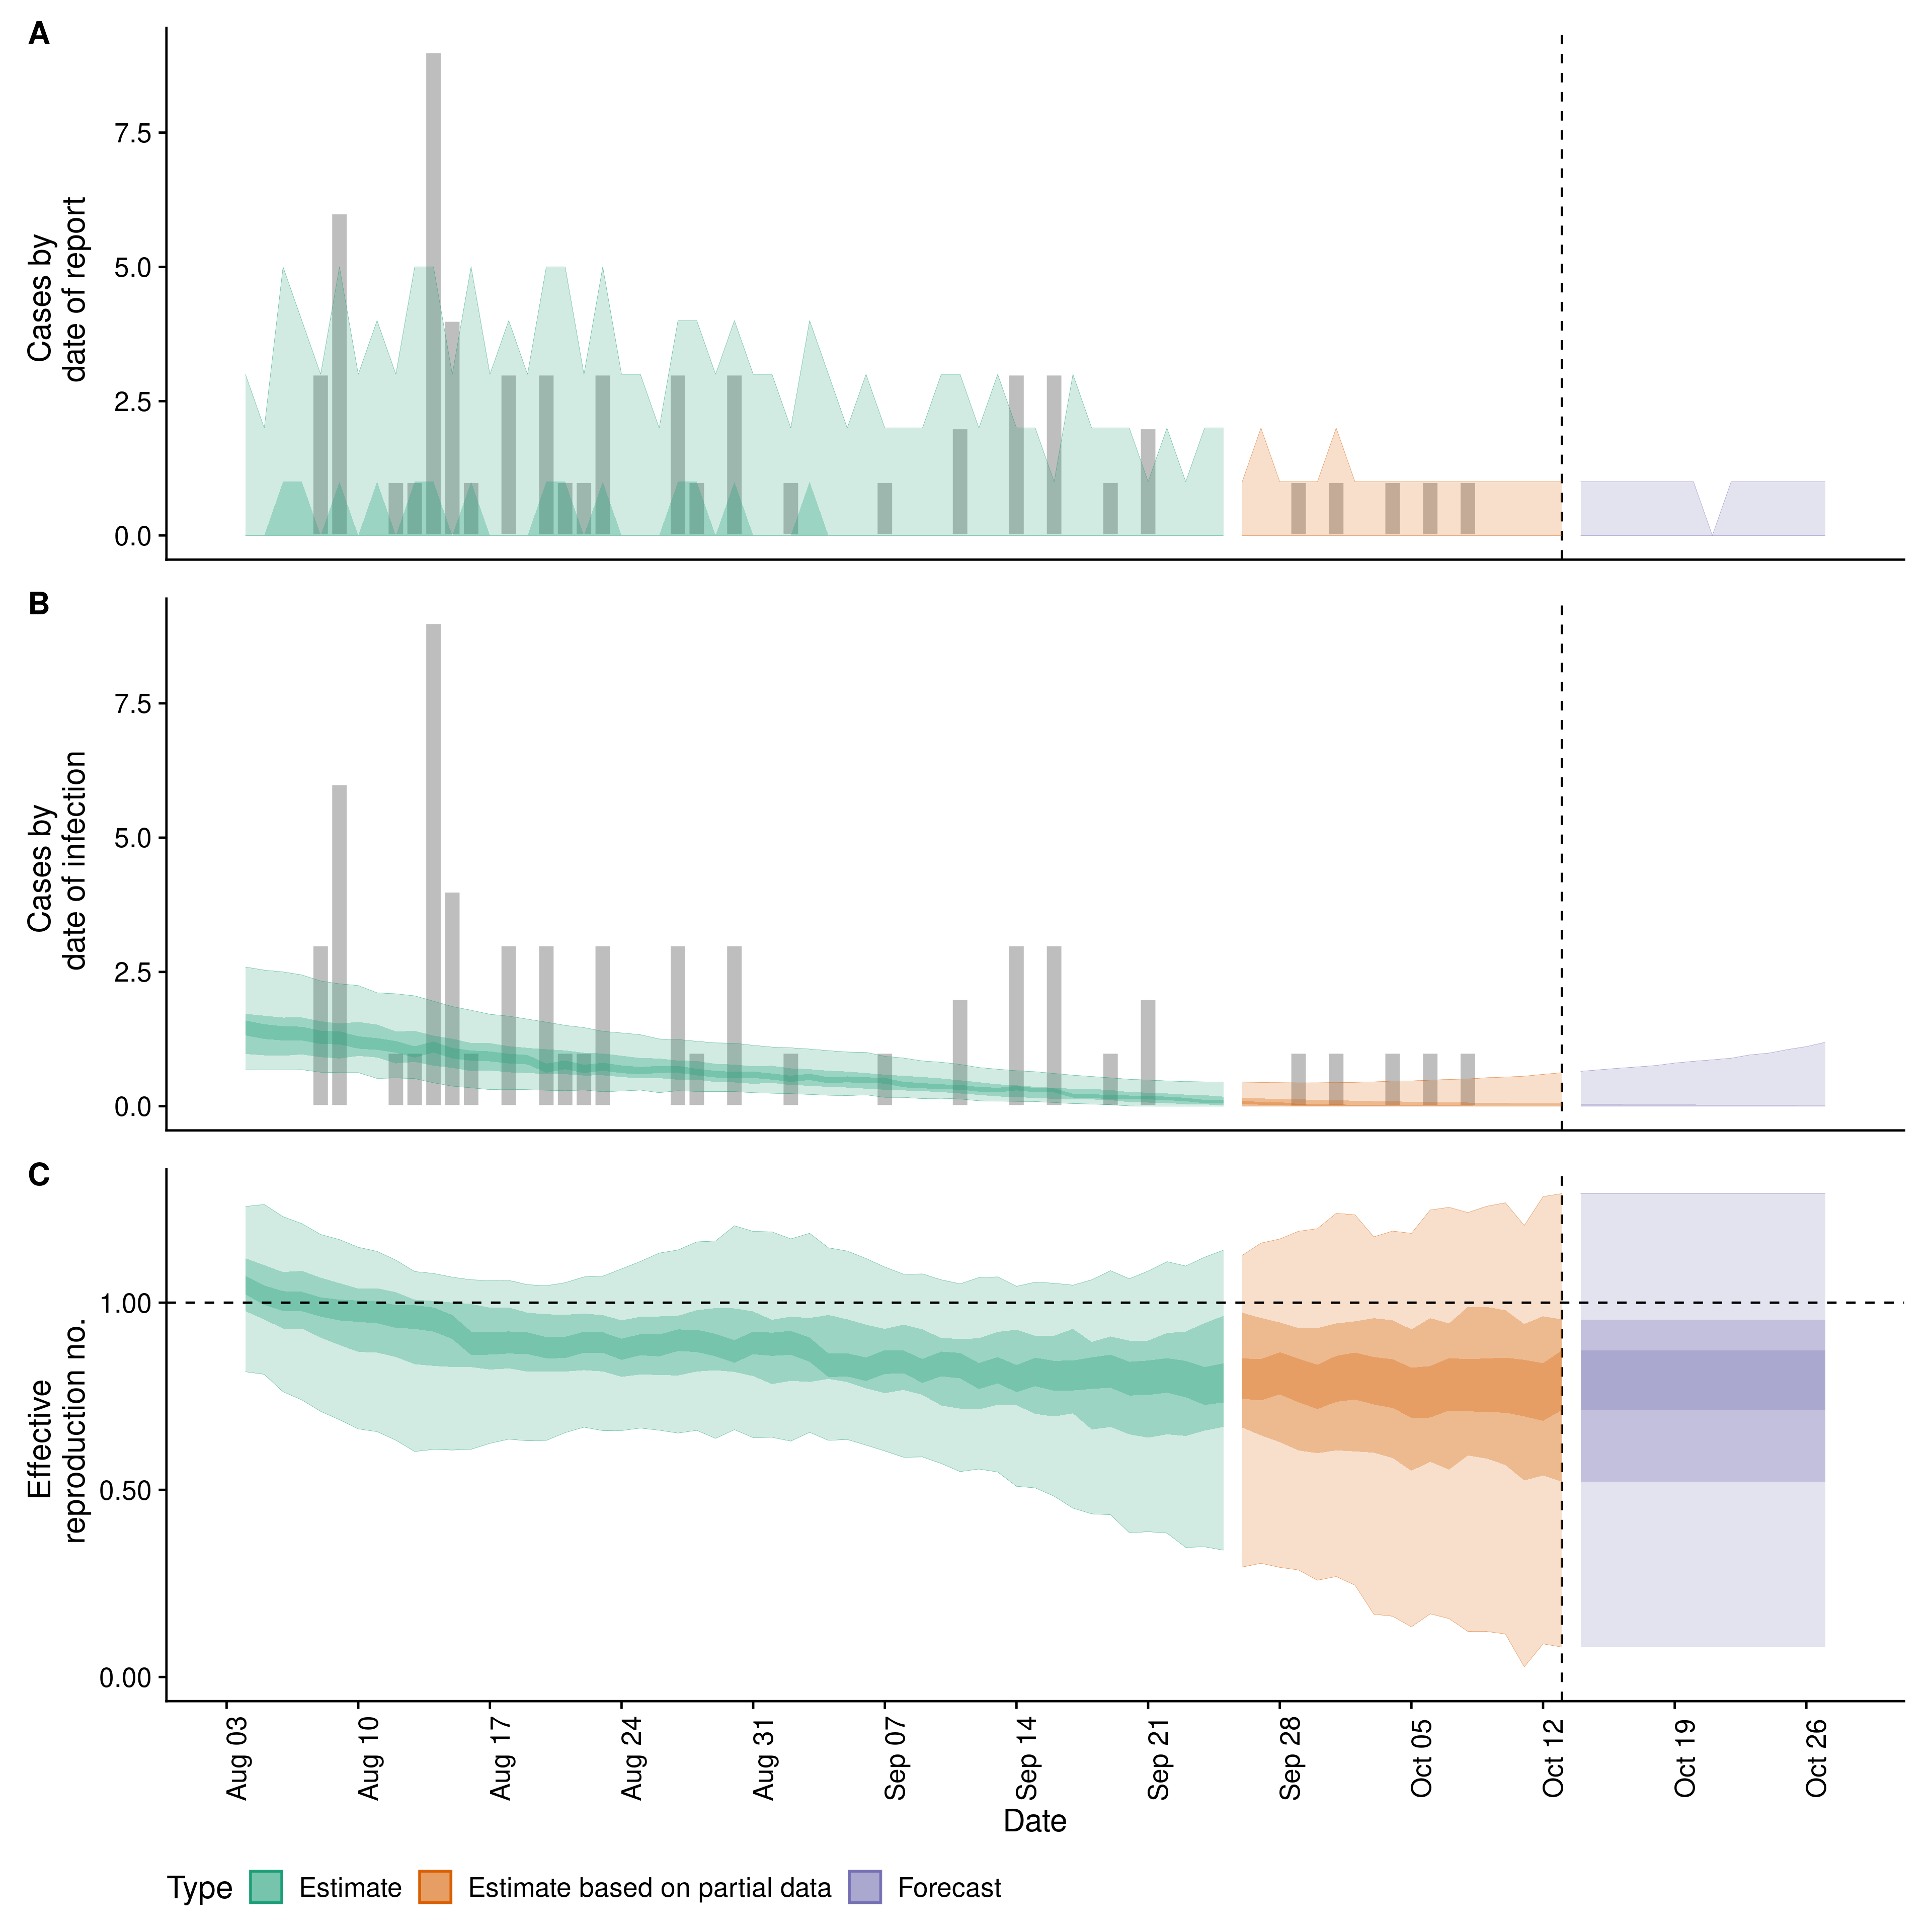 A
7.5
5.0
2.5
0.0
Cases by
date of report
B
7.5
5.0
2.5
0.0
Cases by
date of infection
C
1.00
0.50
0.00
Effective
reproduction no.
Aug 03
Aug 10
Aug 17
Aug 24
Aug 31
Sep 07
Sep 14
Sep 21
Sep 28
Oct 05
Oct 12
Oct 19
Oct 26
Date
Type Estimate Estimate based on partial data Forecast